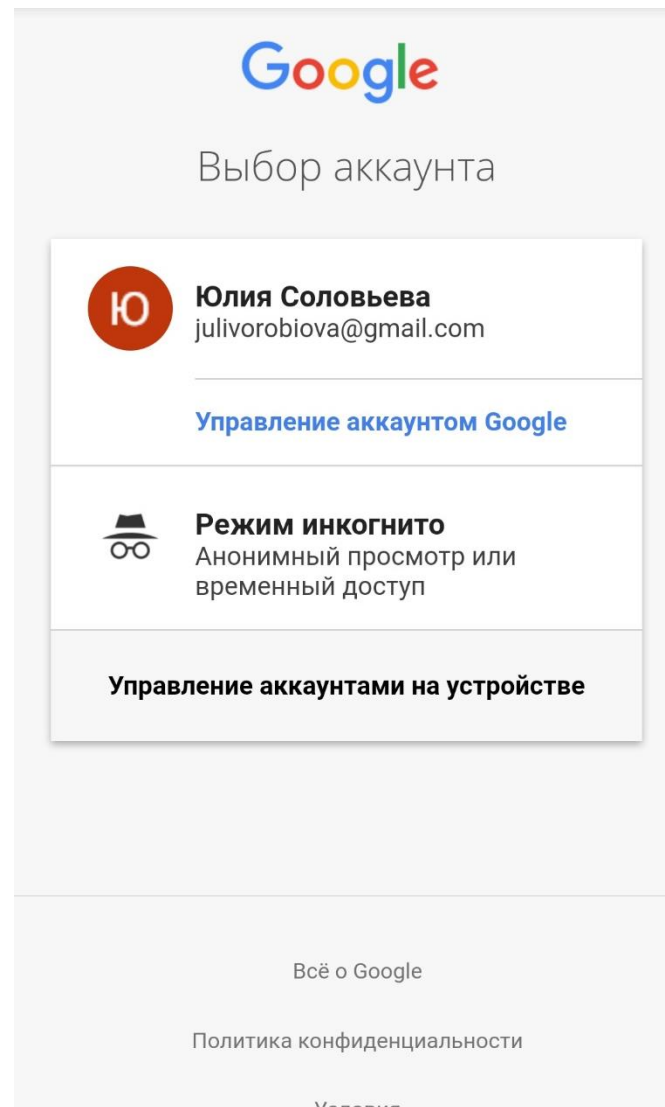 Google
Выбор аккаунта
Ю
Юлия Соловьева
julivorobiova@gmail.com
Управление аккаунтом Google
Режим инкогнито
Анонимный просмотр или
временный доступ
Управление аккаунтами на устройстве
Всё о Google
Политика конфиденциальности
Условия